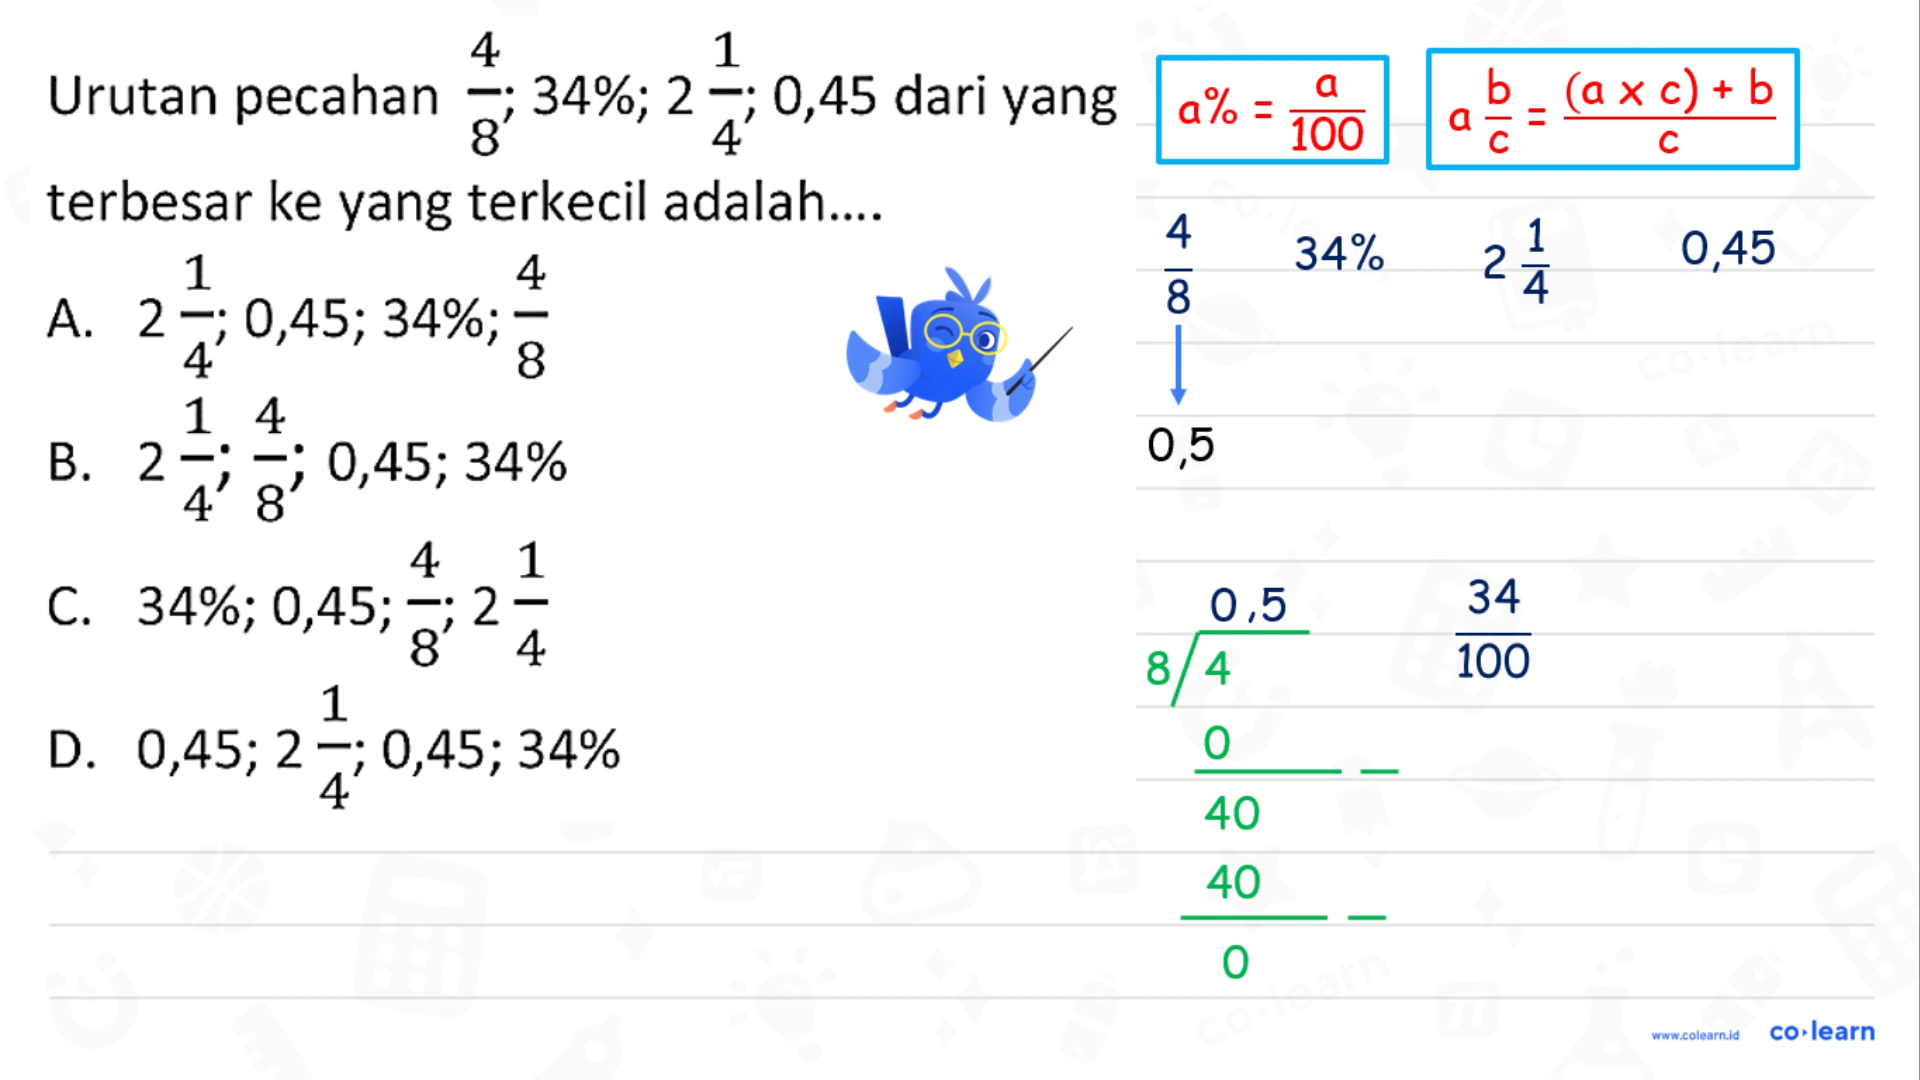 Urutan pecahan 4/8; 34%; 2 1/4; 0,45 dari yang
terbesar ke yang terkecil adalah....
A. 2 1/4; 0,45; 34%; 4/8
B. 2 1/4; 4/8; 0,45; 34%
C. 34%; 0,45; 4/8; 2 1/4
D. 0,45; 2 1/4; 0,45; 34%
a% = a/100
a b/c = (a x c) + b/c
4/8 34% 2 1/4 0,45
0,5
0,5
8 4
0
40
40
0
34/100
www.colearn.id co·learn